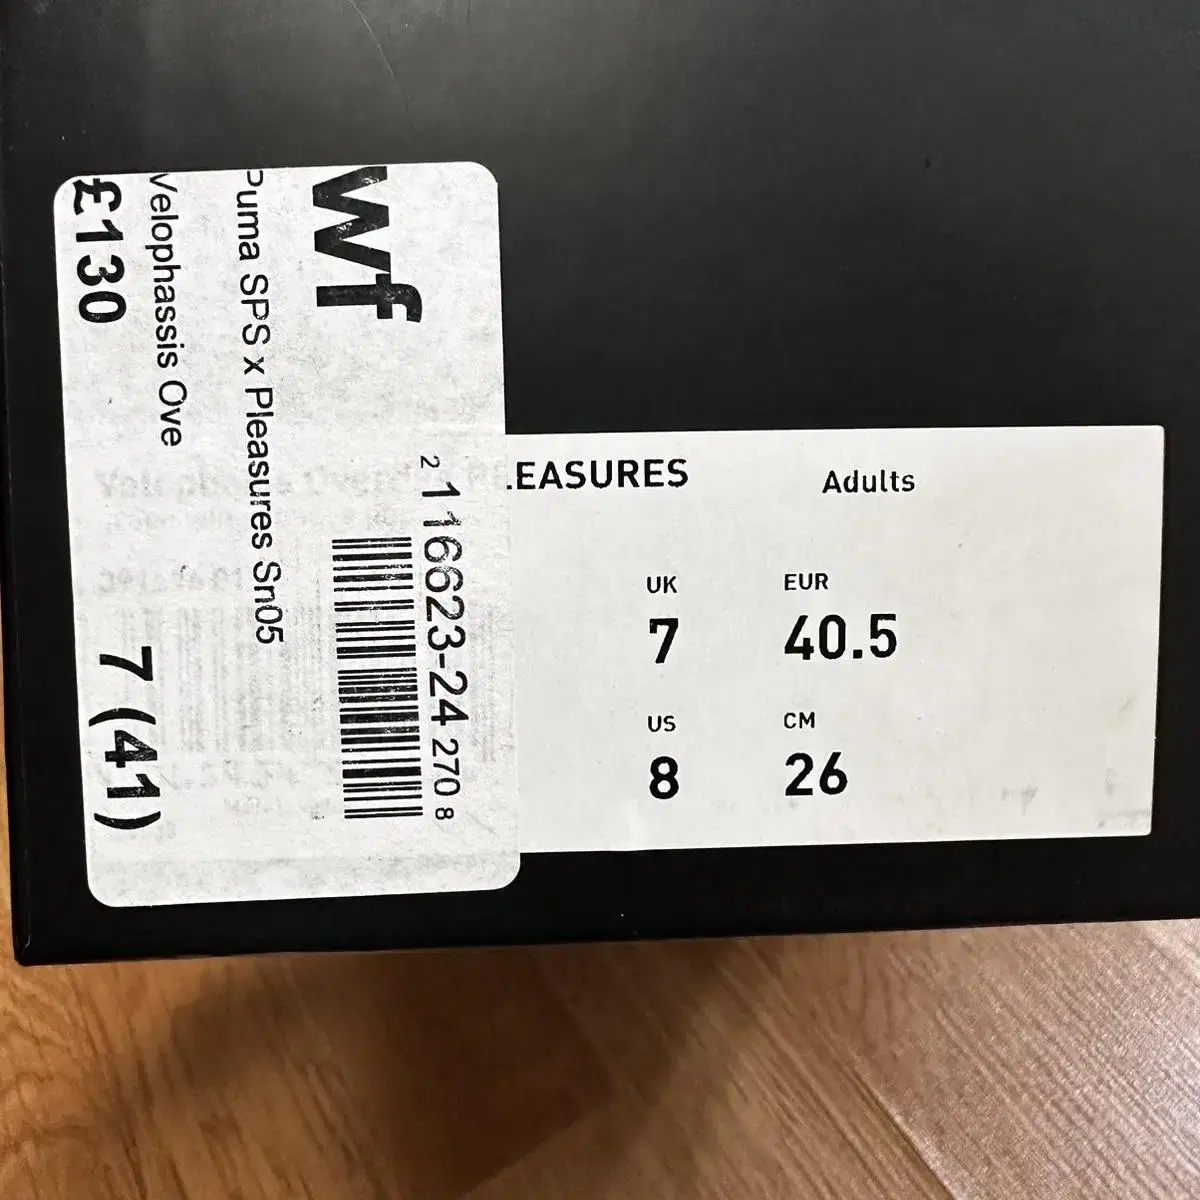 wf
Puma SPS x Pleasures Sn05
Velophassis Ove
£130
7 (41)
2 116623-24 270 8
LEASURES
Adults
UK
7
EUR
40.5
US
8
CM
26